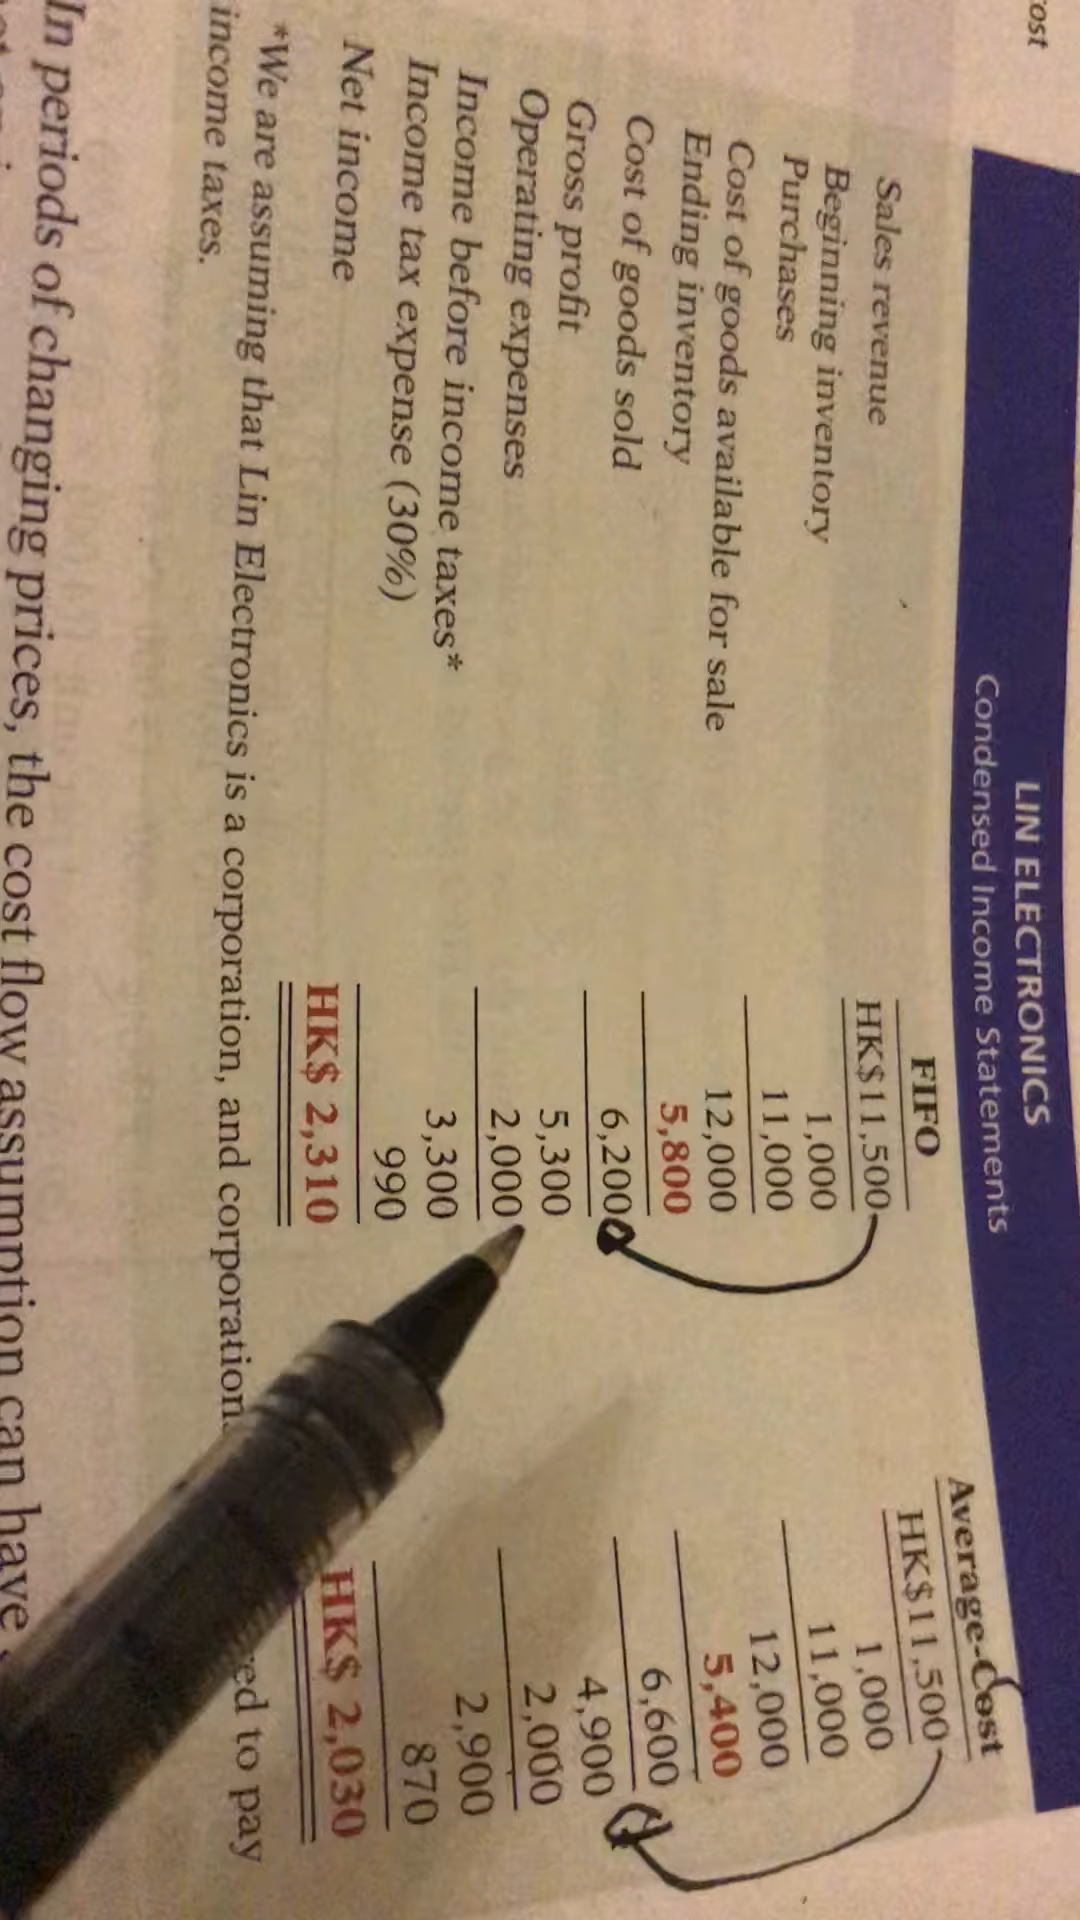 ost
LIN ELECTRONICS
Condensed Income Statements
FIFO Average-Cost
Sales revenue HK$11,500 HK$11,500
Beginning inventory 1,000 1,000
Purchases 11,000 11,000
Cost of goods available for sale 12,000 12,000
Ending inventory 5,800 5,400
Cost of goods sold 6,200 6,600
Gross profit 5,300 4,900
Operating expenses 2,000 2,000
Income before income taxes* 3,300 2,900
Income tax expense (30%) 990 870
Net income HK$ 2,310 HK$ 2,030
*We are assuming that Lin Electronics is a corporation, and corporation ed to pay
income taxes.
In periods of changing prices, the cost flow assumption can have